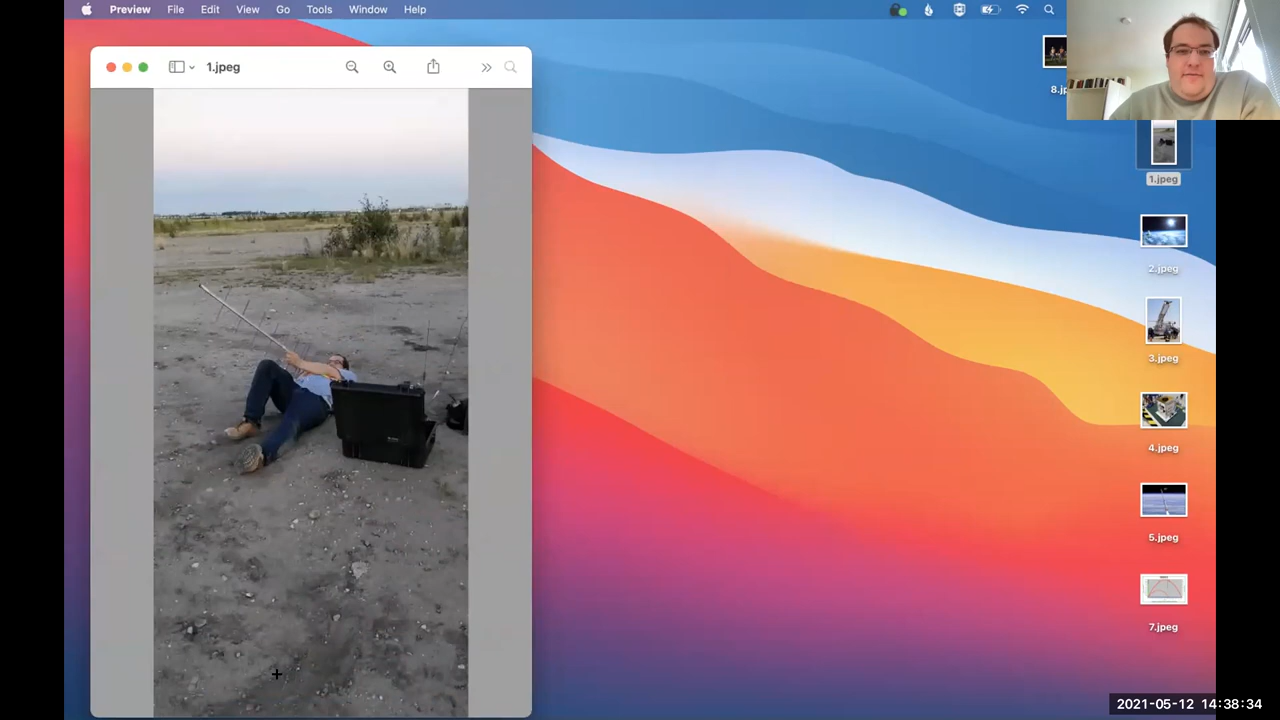 Preview File Edit View Go Tools Window Help
1.jpeg
8.jp
1.jpeg
2.jpeg
3.jpeg
4.jpeg
5.jpeg
7.jpeg
2021-05-12 14:38:34